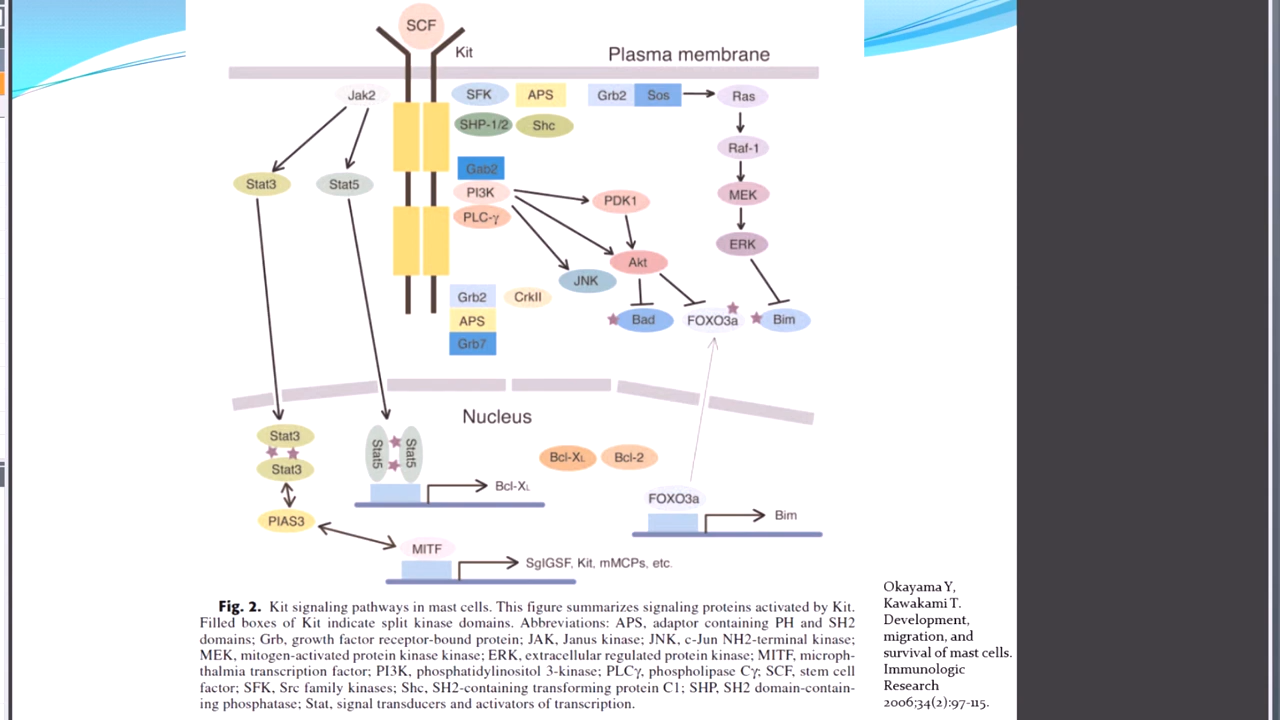 SCF
Kit
Plasma membrane
Jak2
SFK
APS
Grb2
Sos
Ras
SHP-1/2
Shc
Raf-1
Gab2
Stat3
Stat5
PI3K
PDK1
MEK
PLC-γ
ERK
Akt
JNK
Grb2
CrkII
APS
Bad
FOXO3a
Bim
Grb7
Nucleus
Stat3
Stat3
Stat5
Stat5
Bcl-XL
Bcl-2
Bcl-XL
FOXO3a
Bim
PIAS3
MITF
SgIGSF, Kit, mMCPs, etc.
Fig. 2. Kit signaling pathways in mast cells. This figure summarizes signaling proteins activated by Kit.
Filled boxes of Kit indicate split kinase domains. Abbreviations: APS, adaptor containing PH and SH2
domains; Grb, growth factor receptor-bound protein; JAK, Janus kinase; JNK, c-Jun NH2-terminal kinase;
MEK, mitogen-activated protein kinase kinase; ERK, extracellular regulated protein kinase; MITF, microph-
thalmia transcription factor; PI3K, phosphatidylinositol 3-kinase; PLCγ, phospholipase Cγ; SCF, stem cell
factor; SFK, Src family kinases; Shc, SH2-containing transforming protein C1; SHP, SH2 domain-contain-
ing phosphatase; Stat, signal transducers and activators of transcription.
Okayama Y,
Kawakami T.
Development,
migration, and
survival of mast cells.
Immunologic
Research
2006;34(2):97-115.